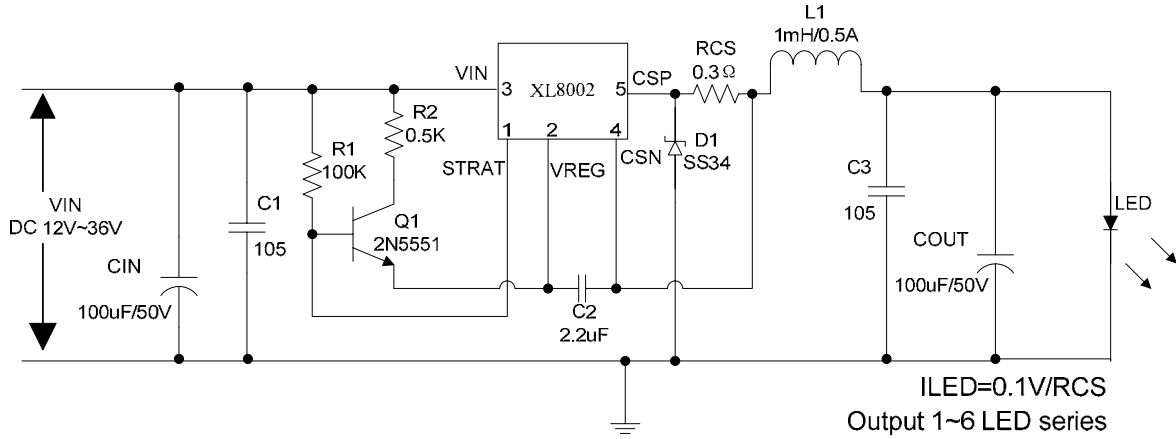 L1
1mH/0.5A
RCS
0.3Ω
VIN
3
XL8002
5
CSP
1
2
4
R2
0.5K
R1
100K
STRAT
VREG
CSN
D1
SS34
C3
105
VIN
DC 12V~36V
C1
105
Q1
2N5551
LED
CIN
100uF/50V
COUT
100uF/50V
C2
2.2uF
ILED=0.1V/RCS
Output 1~6 LED series